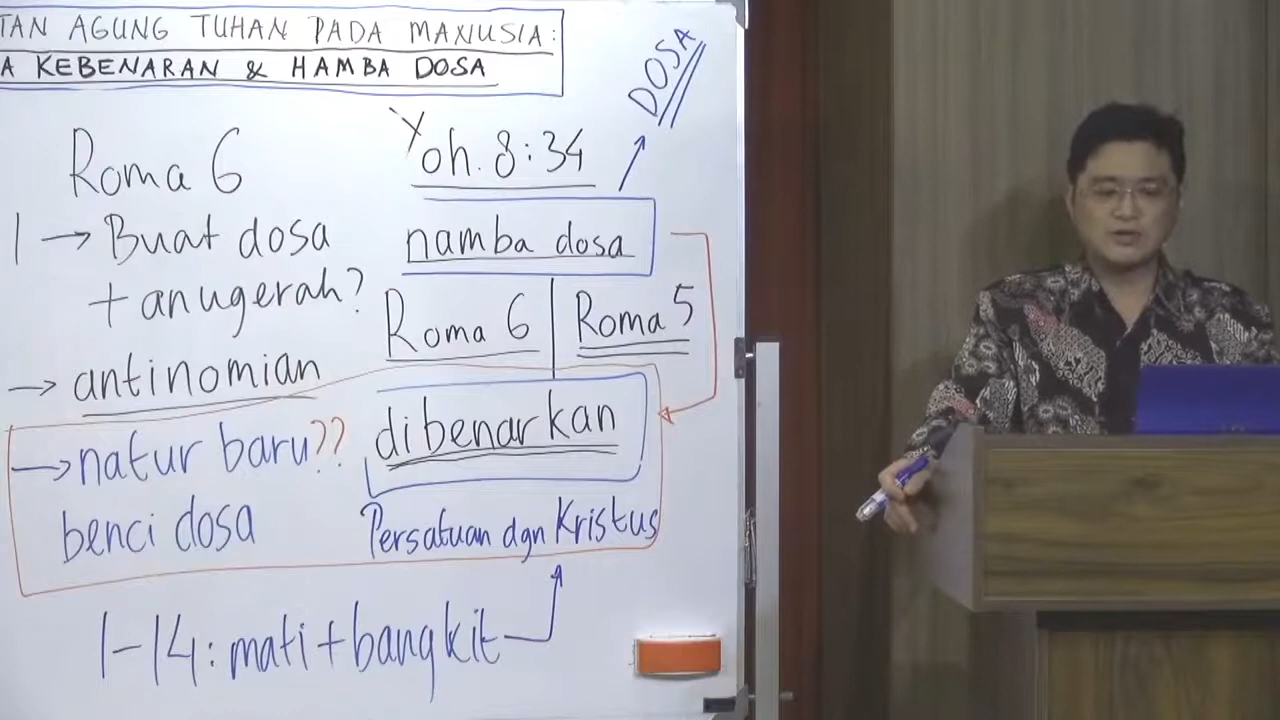 TAN AGUNG TUHAN PADA MANUSIA:
A KEBENARAN & HAMBA DOSA
DOSA
Roma 6
1 → Buat dosa
+ anugerah?
→ antinomian
→ natur baru??
benci dosa
Yoh. 8:34
hamba dosa
Roma 6 | Roma 5
dibenarkan
Persatuan dgn Kristus
1-14: mati + bangkit